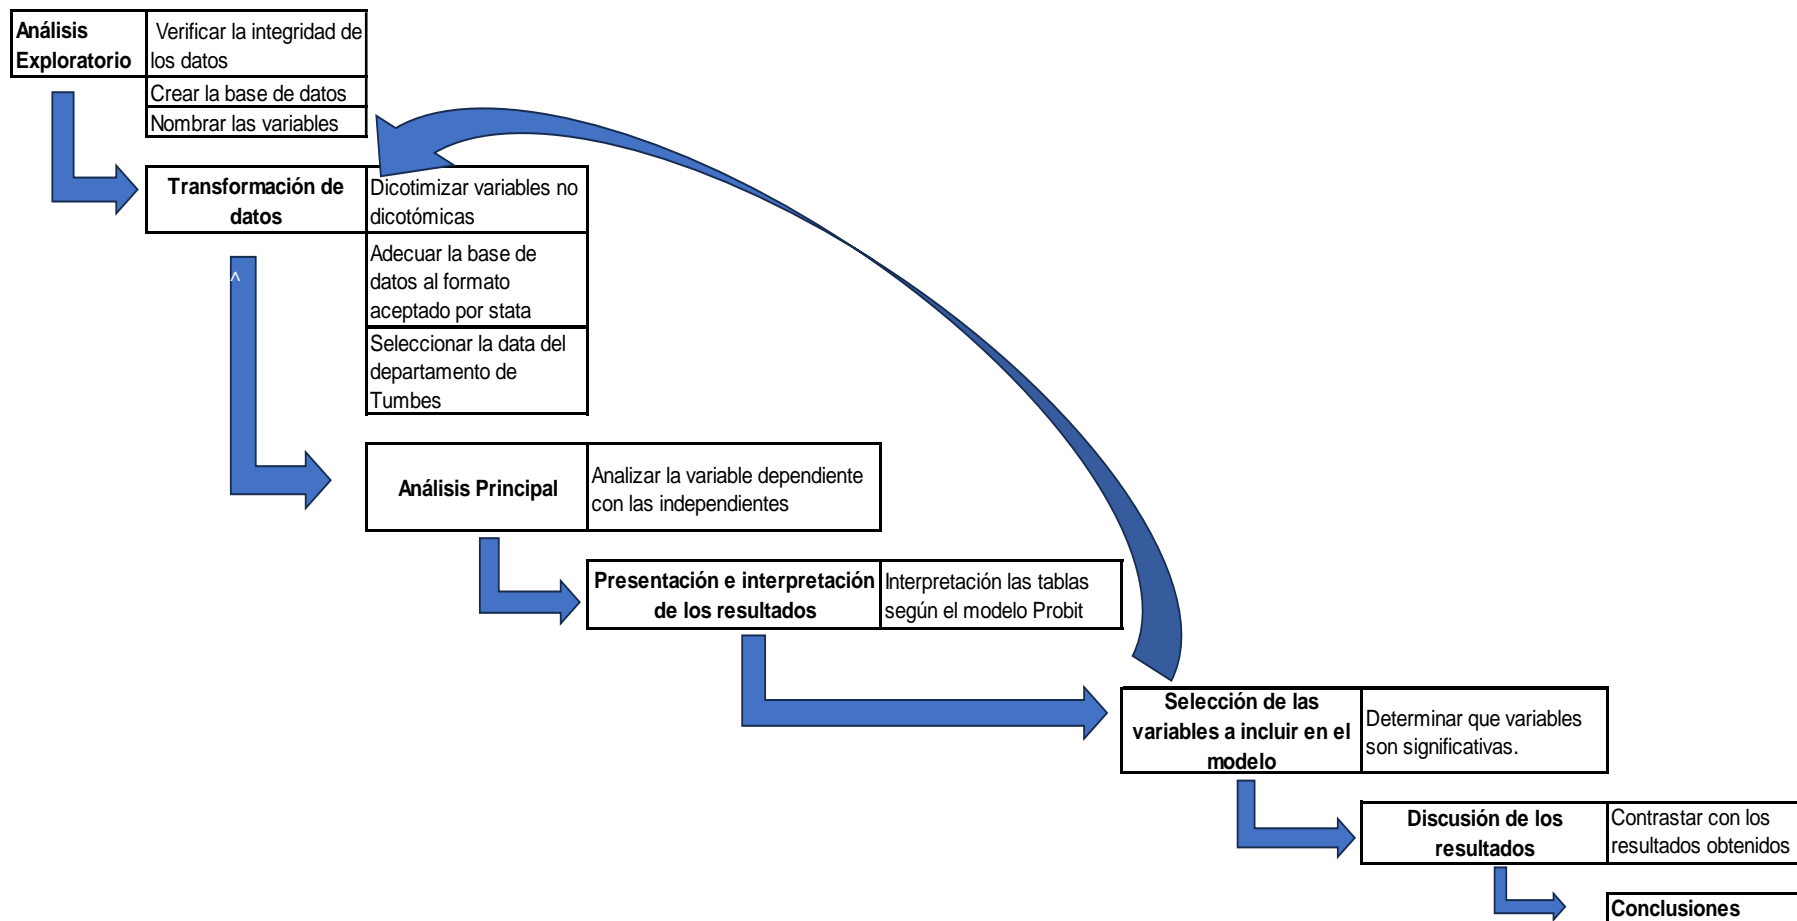 Análisis
Exploratorio
Verificar la integridad de
los datos
Crear la base de datos
Nombrar las variables
Transformación de
datos
Dicotimizar variables no
dicotómicas
^
Adecuar la base de
datos al formato
aceptado por stata
Seleccionar la data del
departamento de
Tumbes
Análisis Principal
Analizar la variable dependiente
con las independientes
Presentación e interpretación
de los resultados
Interpretación las tablas
según el modelo Probit
Selección de las
variables a incluir en el
modelo
Determinar que variables
son significativas.
Discusión de los
resultados
Contrastar con los
resultados obtenidos
Conclusiones